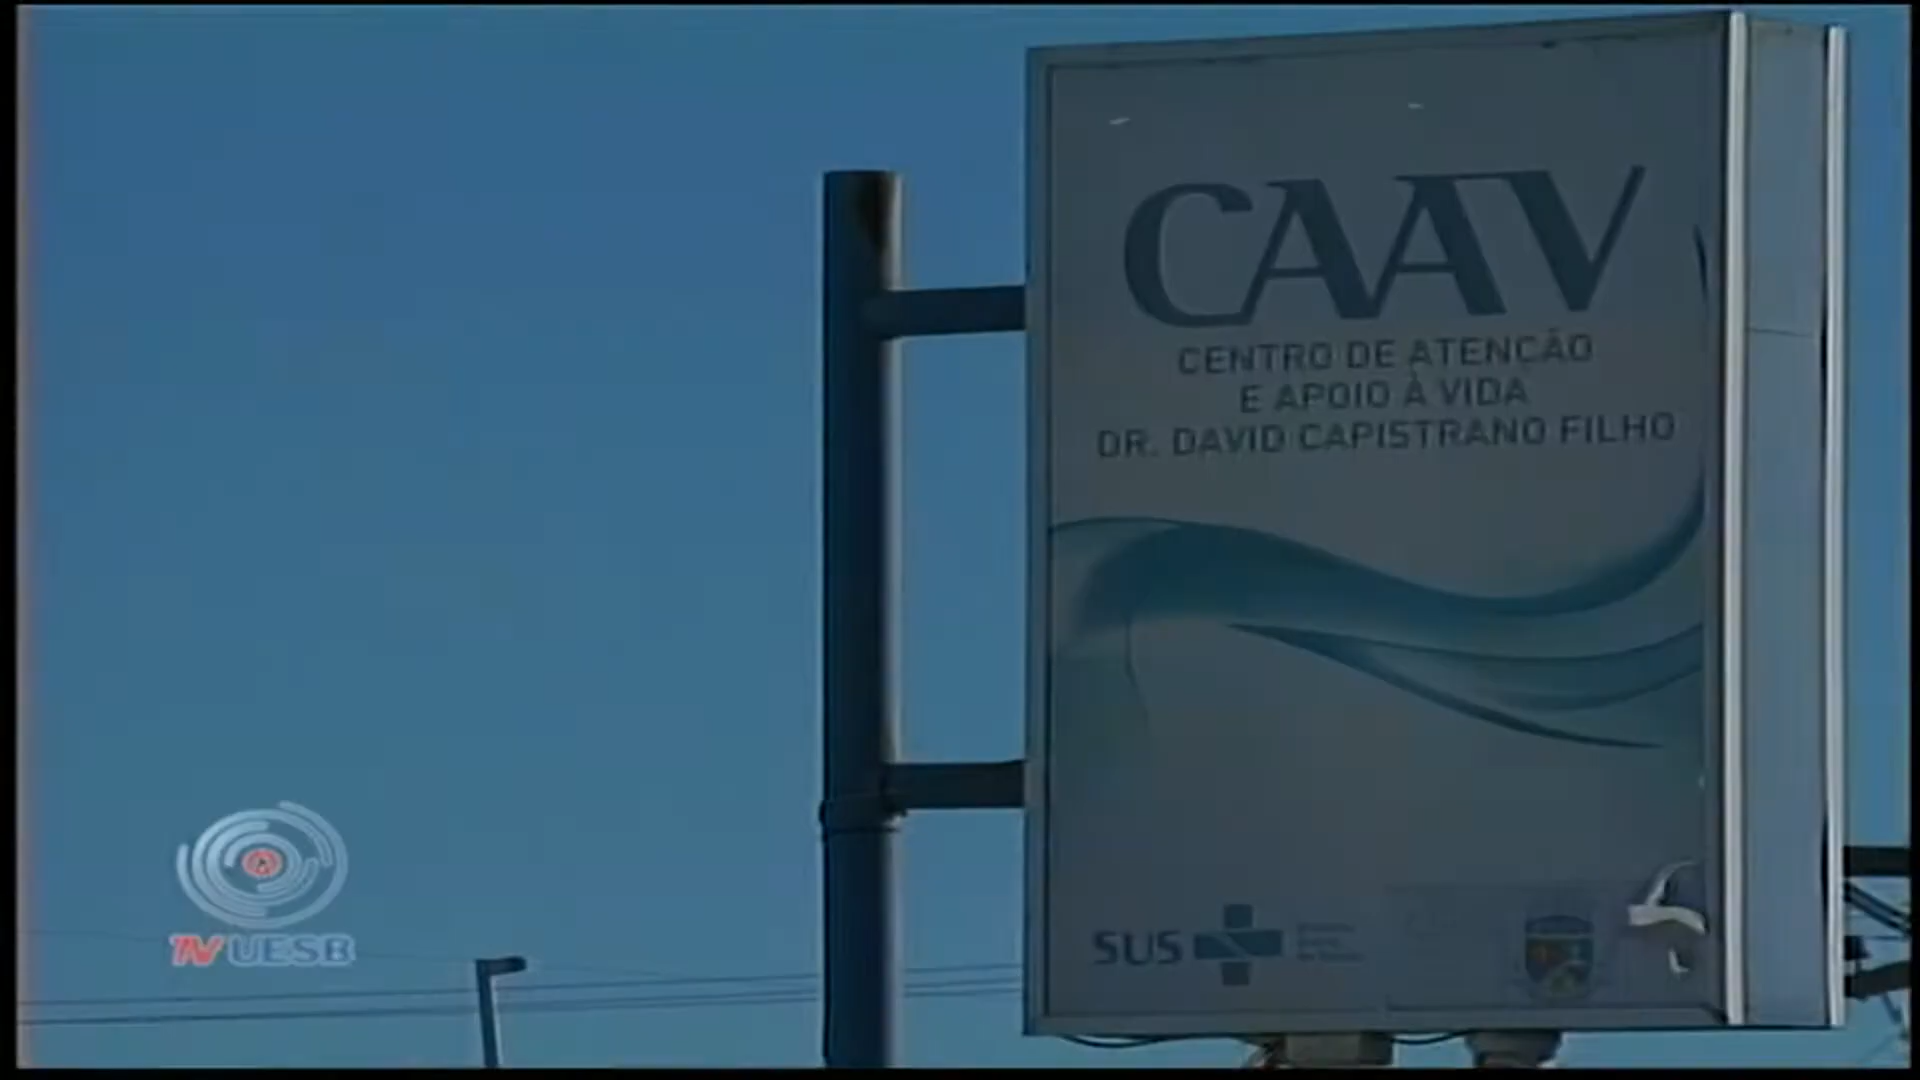 CAAV
CENTRO DE ATENÇÃO
E APOIO À VIDA
DR. DAVID CAPISTRANO FILHO
SUS
TV UESB